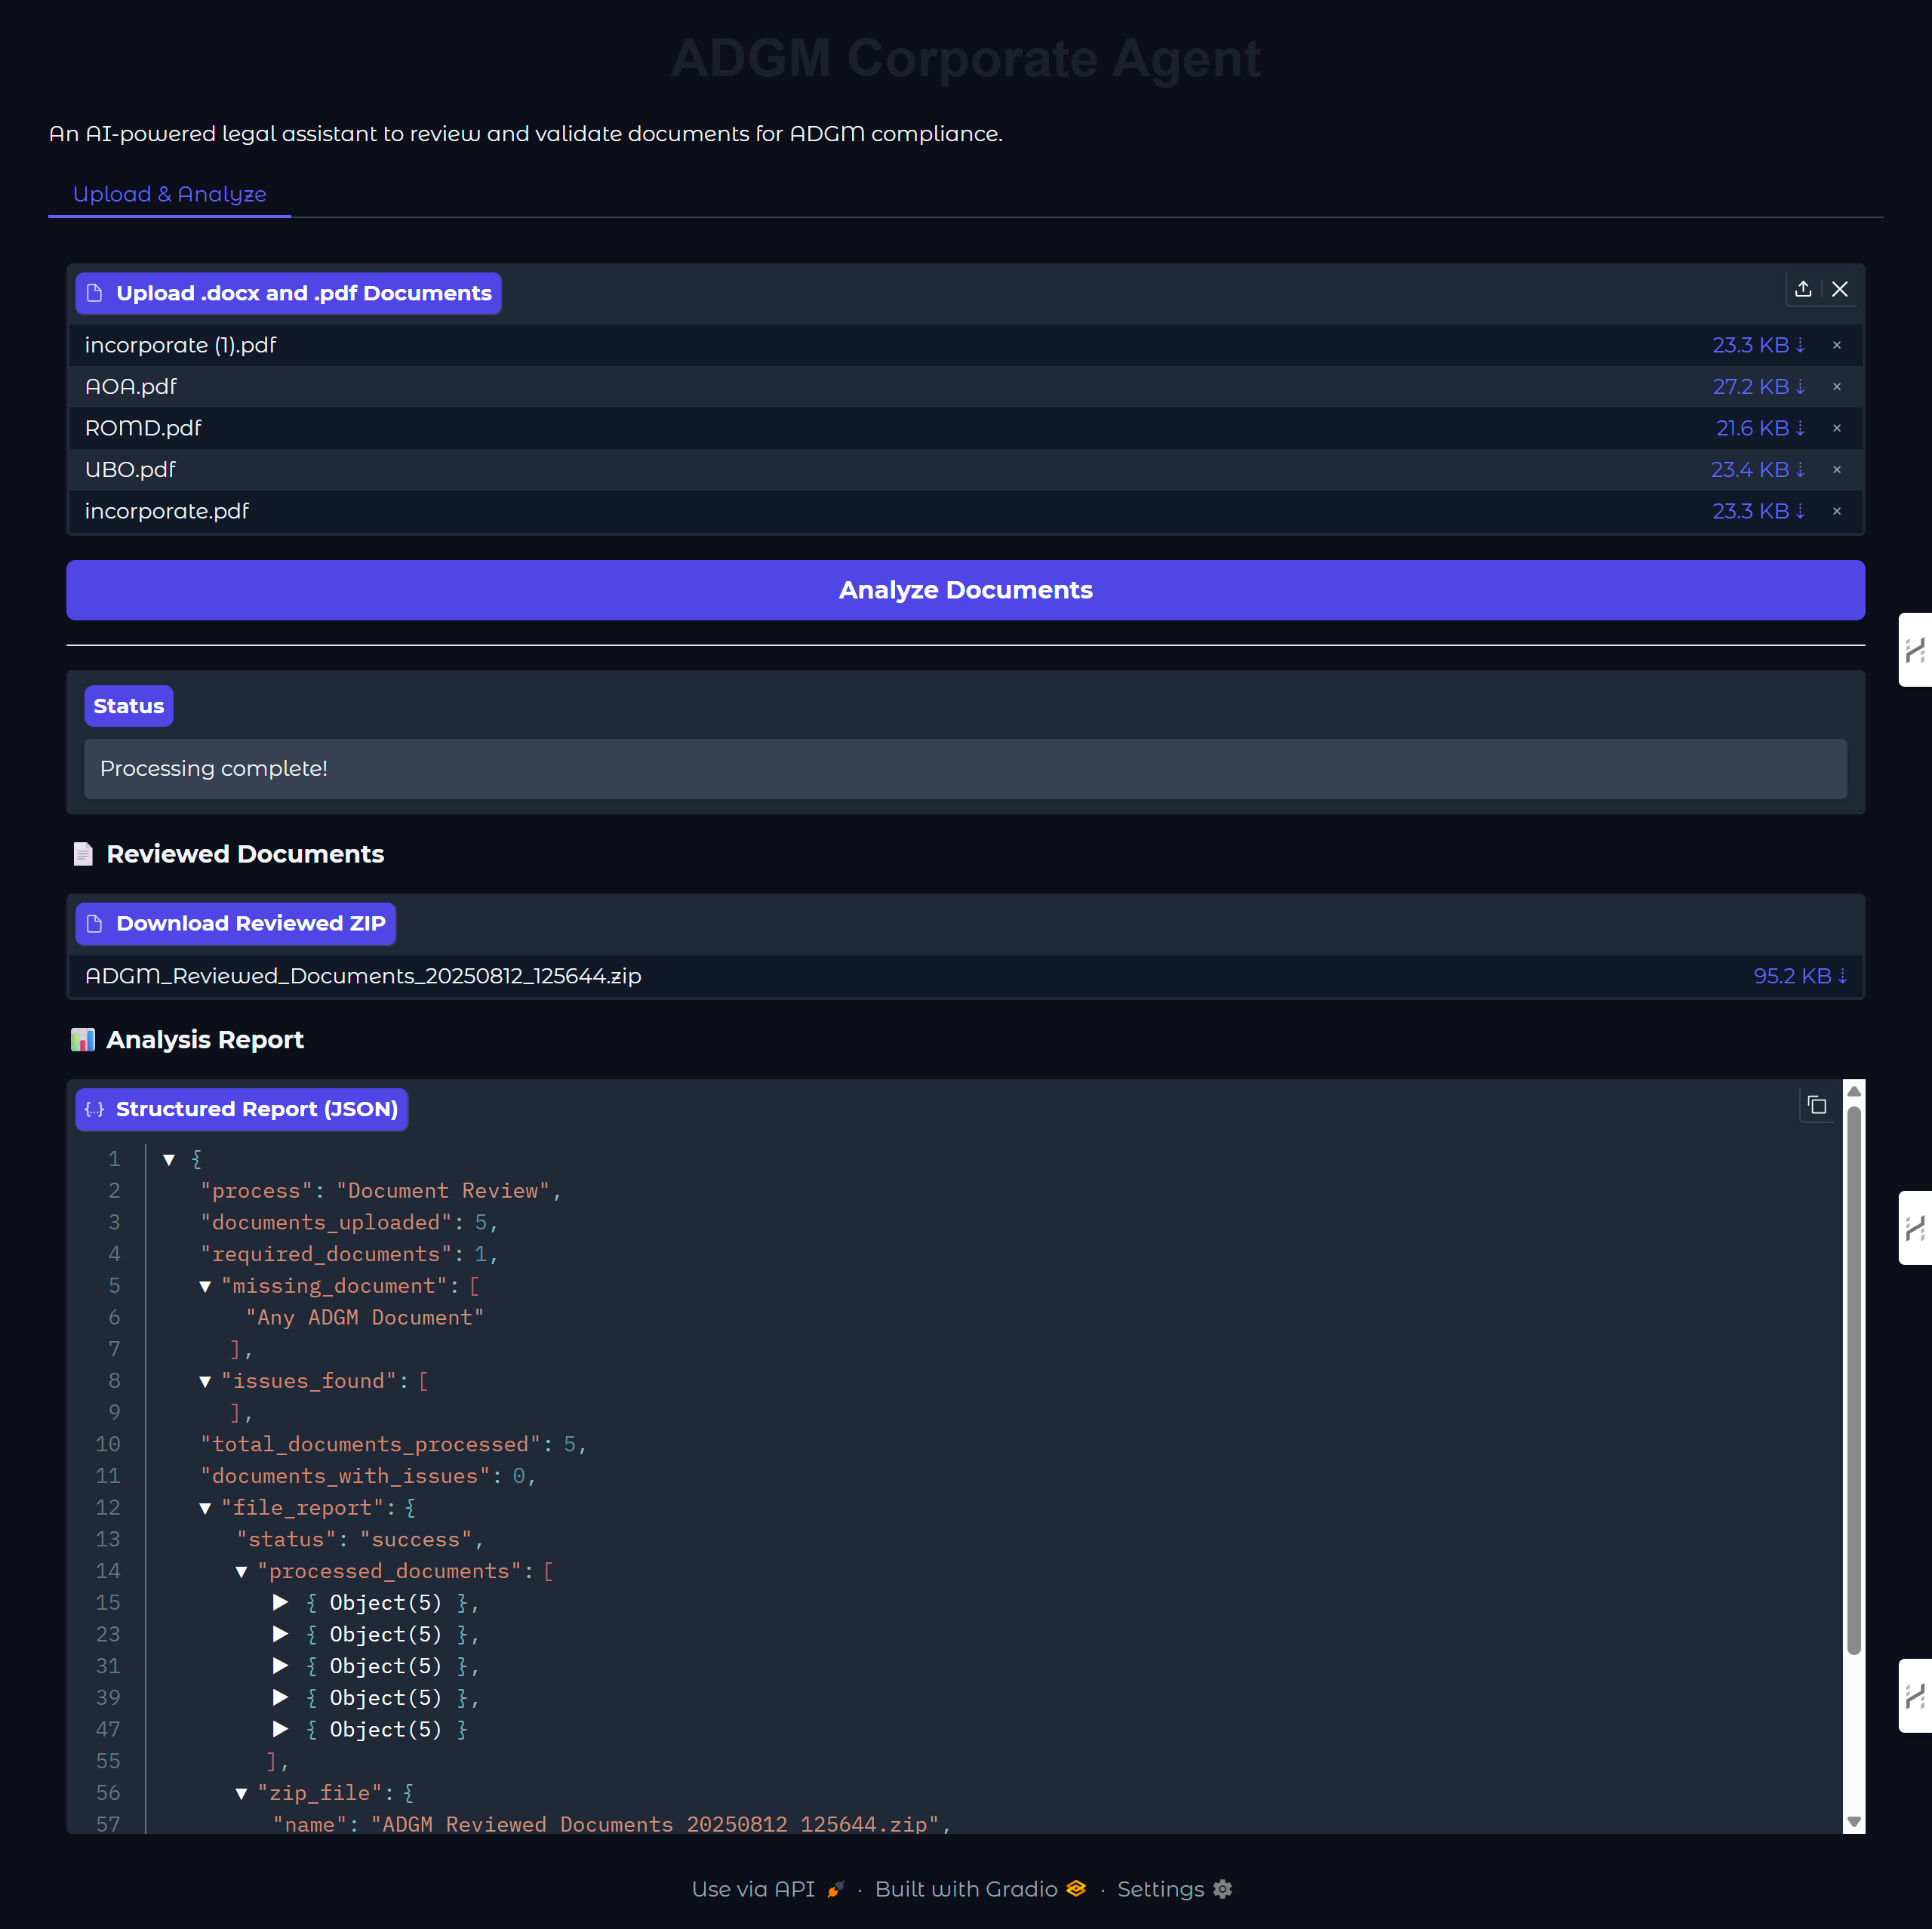 ADGM Corporate Agent
An AI-powered legal assistant to review and validate documents for ADGM compliance.
Upload & Analyze
Upload .docx and .pdf Documents
incorporate (1).pdf 23.3 KB ⇣ ×
AOA.pdf 27.2 KB ⇣ ×
ROMD.pdf 21.6 KB ⇣ ×
UBO.pdf 23.4 KB ⇣ ×
incorporate.pdf 23.3 KB ⇣ ×
Analyze Documents
Status
Processing complete!
Reviewed Documents
Download Reviewed ZIP
ADGM_Reviewed_Documents_20250812_125644.zip 95.2 KB ⇣
Analysis Report
{..} Structured Report (JSON)
1 ▼ {
2 "process": "Document Review",
3 "documents_uploaded": 5,
4 "required_documents": 1,
5 ▼ "missing_document": [
6 "Any ADGM Document"
7 ],
8 ▼ "issues_found": [
9 ],
10 "total_documents_processed": 5,
11 "documents_with_issues": 0,
12 ▼ "file_report": {
13 "status": "success",
14 ▼ "processed_documents": [
15 ▶ { Object(5) },
23 ▶ { Object(5) },
31 ▶ { Object(5) },
39 ▶ { Object(5) },
47 ▶ { Object(5) }
55 ],
56 ▼ "zip_file": {
57 "name": "ADGM_Reviewed_Documents_20250812_125644.zip",
Use via API · Built with Gradio · Settings